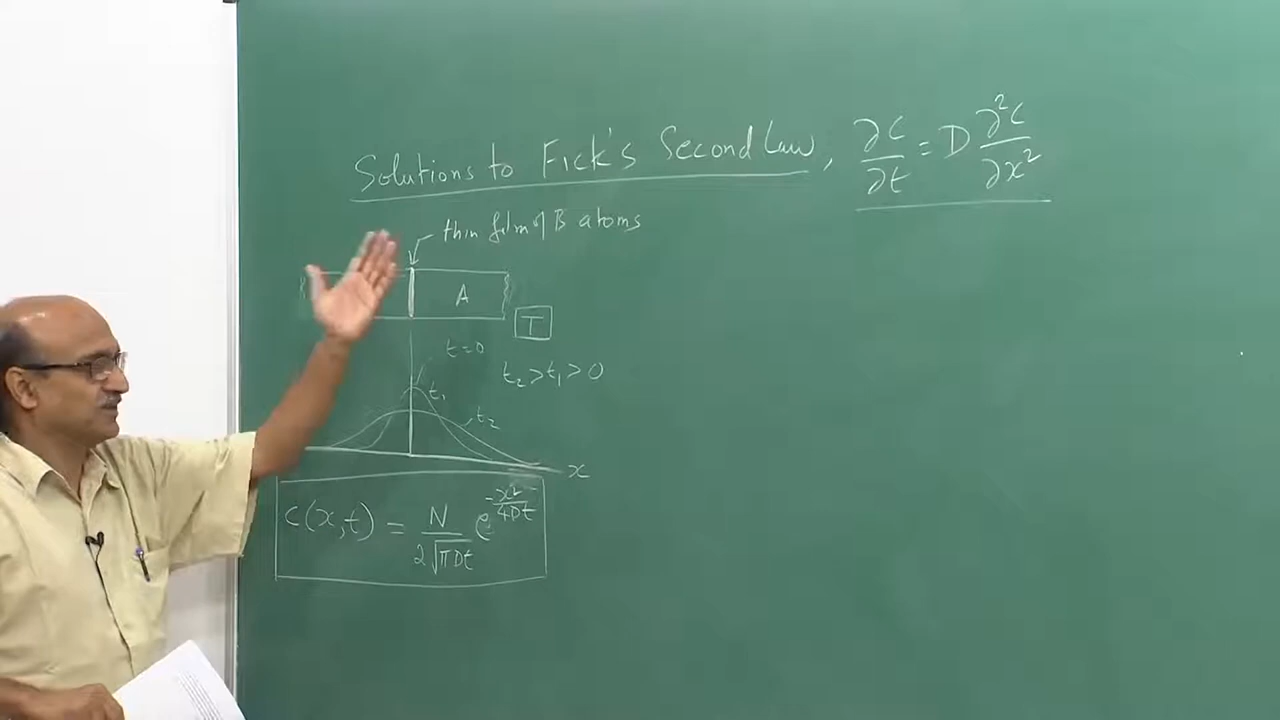 Solutions to Fick's Second Law, ∂C/∂t = D ∂²C/∂x²
thin film of B atoms
A
T
t=0
t₂ > t₁ > 0
t₁
t₂
x
C(x,t) = N/(2√(πDt)) e^(-x²/4Dt)